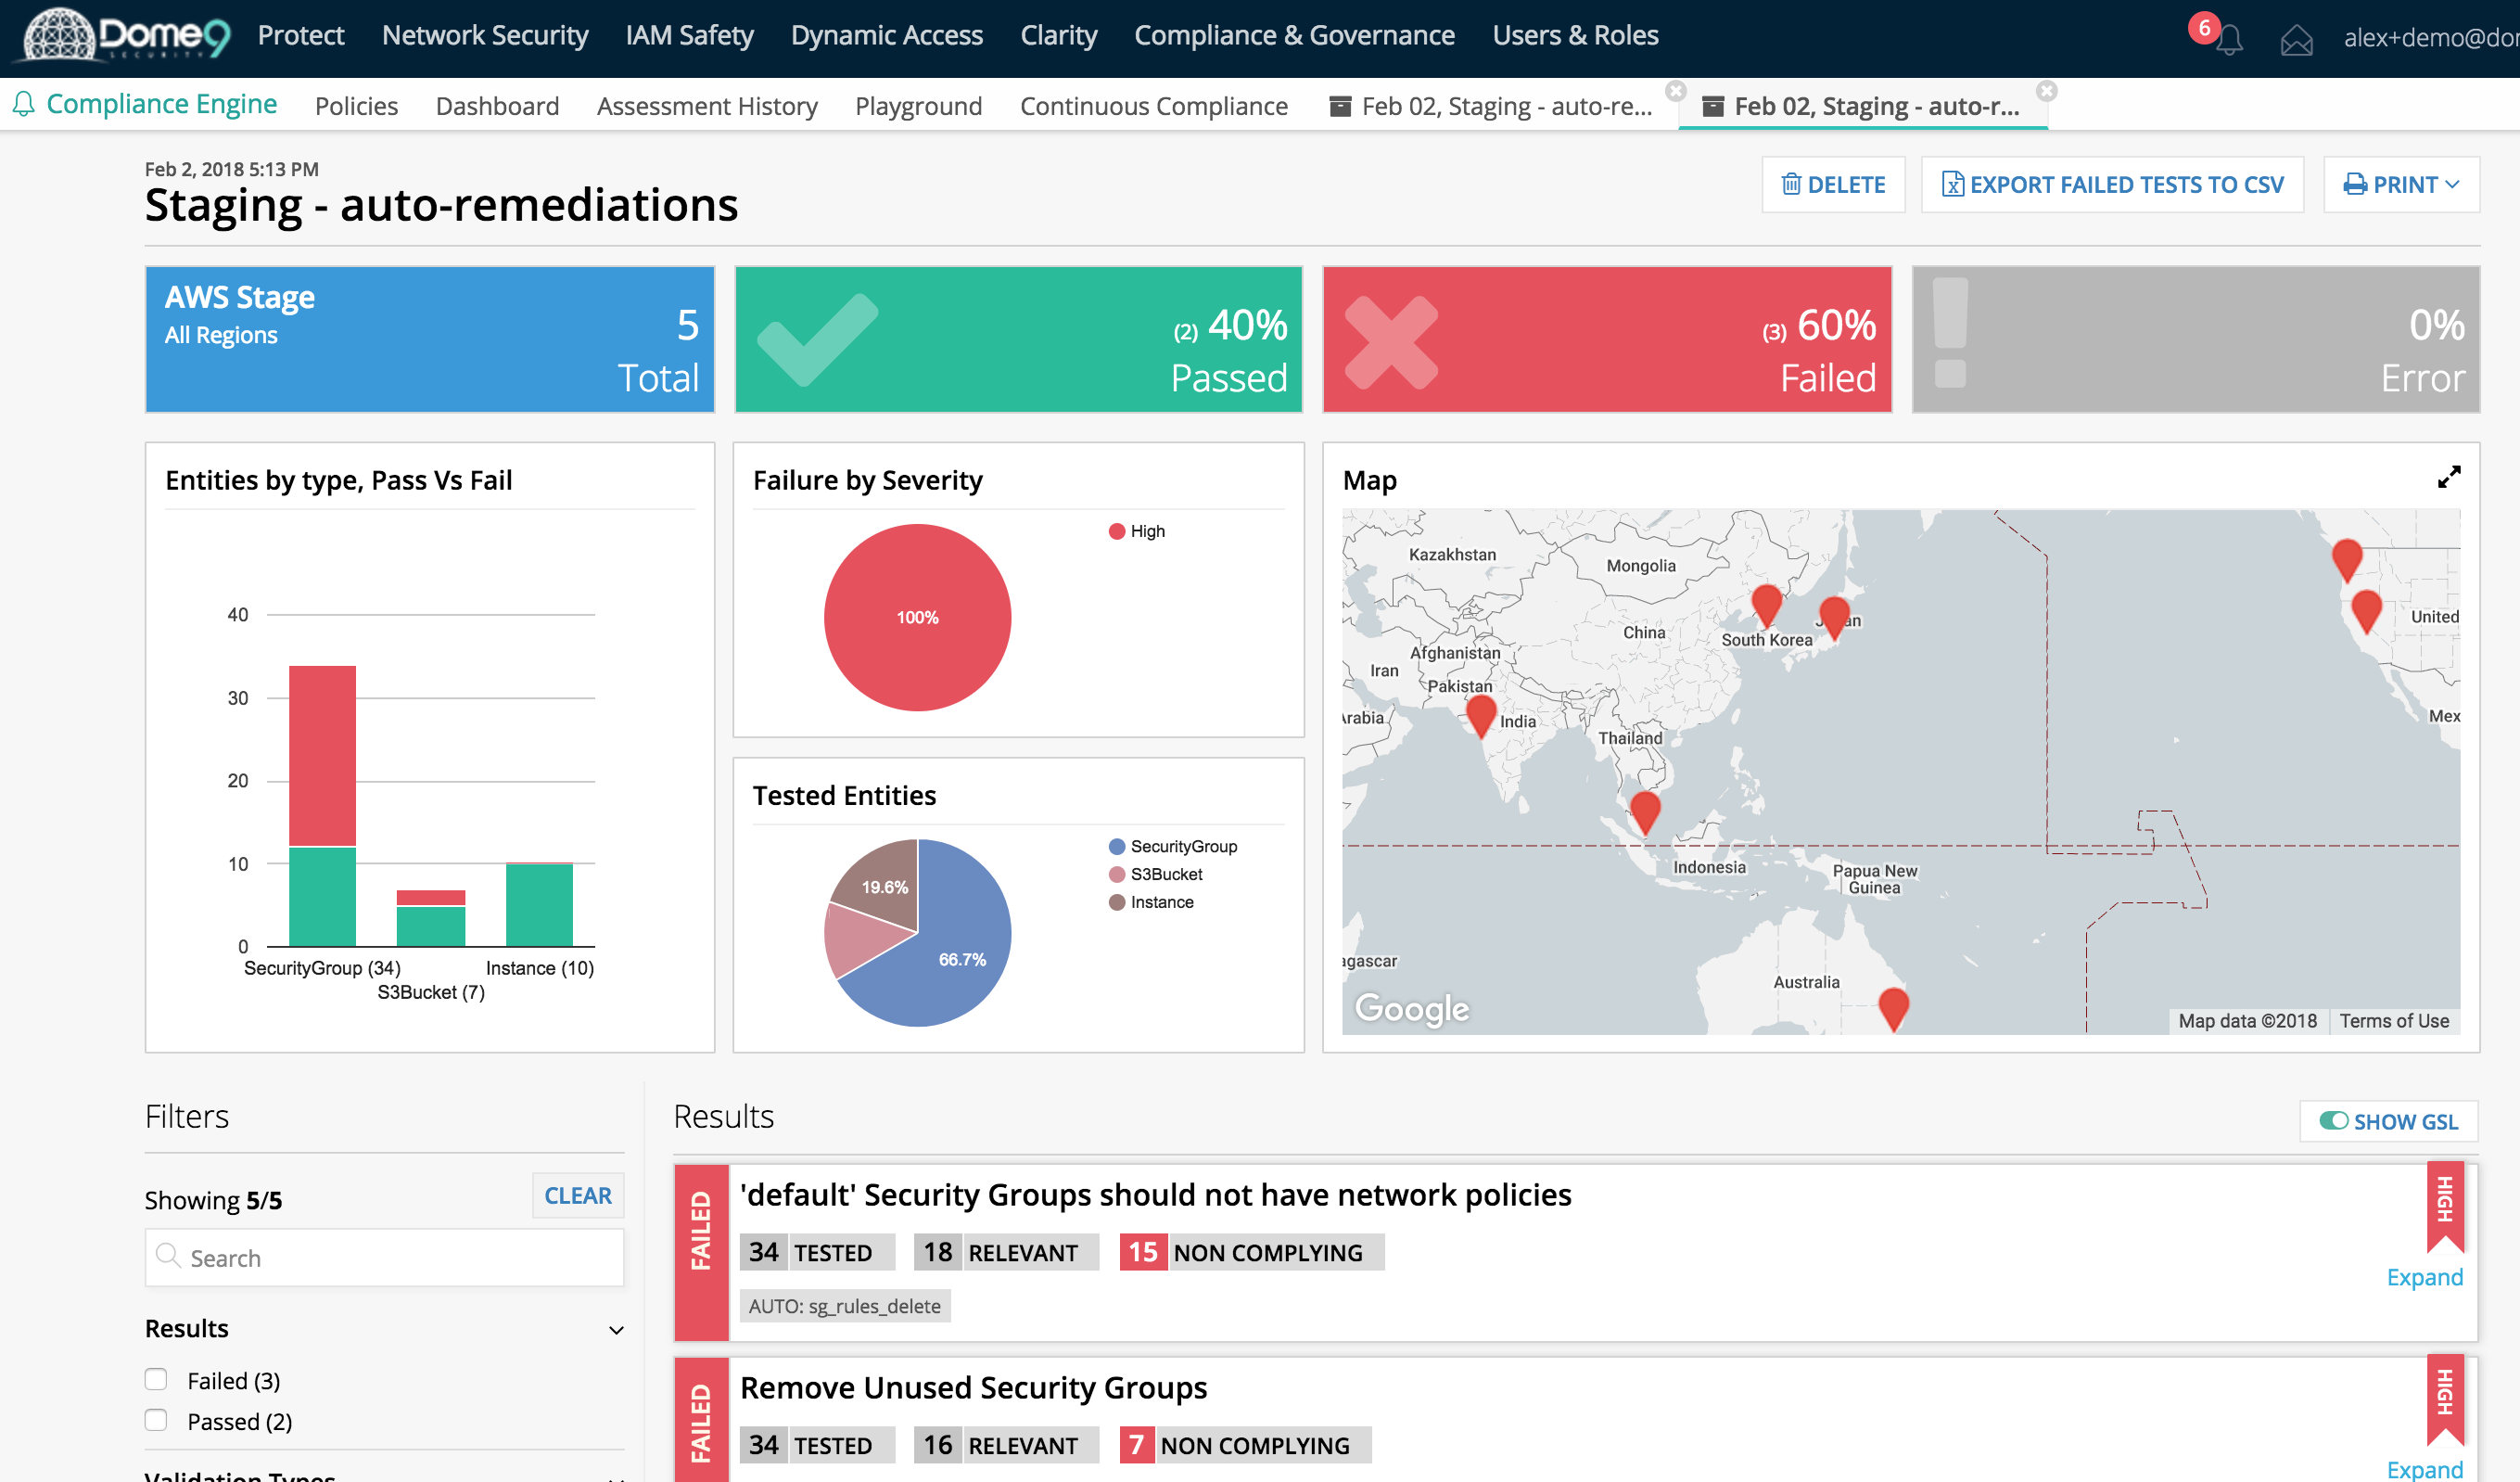 Dome9
SECURITY
Protect Network Security IAM Safety Dynamic Access Clarity Compliance & Governance Users & Roles
6
alex+demo@dor
Compliance Engine Policies Dashboard Assessment History Playground Continuous Compliance Feb 02, Staging - auto-re... Feb 02, Staging - auto-r...
Feb 2, 2018 5:13 PM
Staging - auto-remediations
DELETE
EXPORT FAILED TESTS TO CSV
PRINT
AWS Stage
All Regions
5
Total
(2) 40%
Passed
(3) 60%
Failed
0%
Error
Entities by type, Pass Vs Fail
40
30
20
10
0
SecurityGroup (34)
S3Bucket (7)
Instance (10)
Failure by Severity
High
100%
Tested Entities
SecurityGroup
S3Bucket
Instance
19.6%
66.7%
Map
Kazakhstan
Mongolia
China
South Korea
United
Afghanistan
Iran
Pakistan
India
Mex
Thailand
Indonesia
Papua New
Guinea
agascar
Australia
Google
Map data ©2018
Terms of Use
Filters
Showing 5/5
CLEAR
Search
Results
Failed (3)
Passed (2)
Validation Types
Results
SHOW GSL
FAILED
'default' Security Groups should not have network policies
HIGH
34 TESTED 18 RELEVANT 15 NON COMPLYING
Expand
AUTO: sg_rules_delete
FAILED
Remove Unused Security Groups
HIGH
34 TESTED 16 RELEVANT 7 NON COMPLYING
Expand